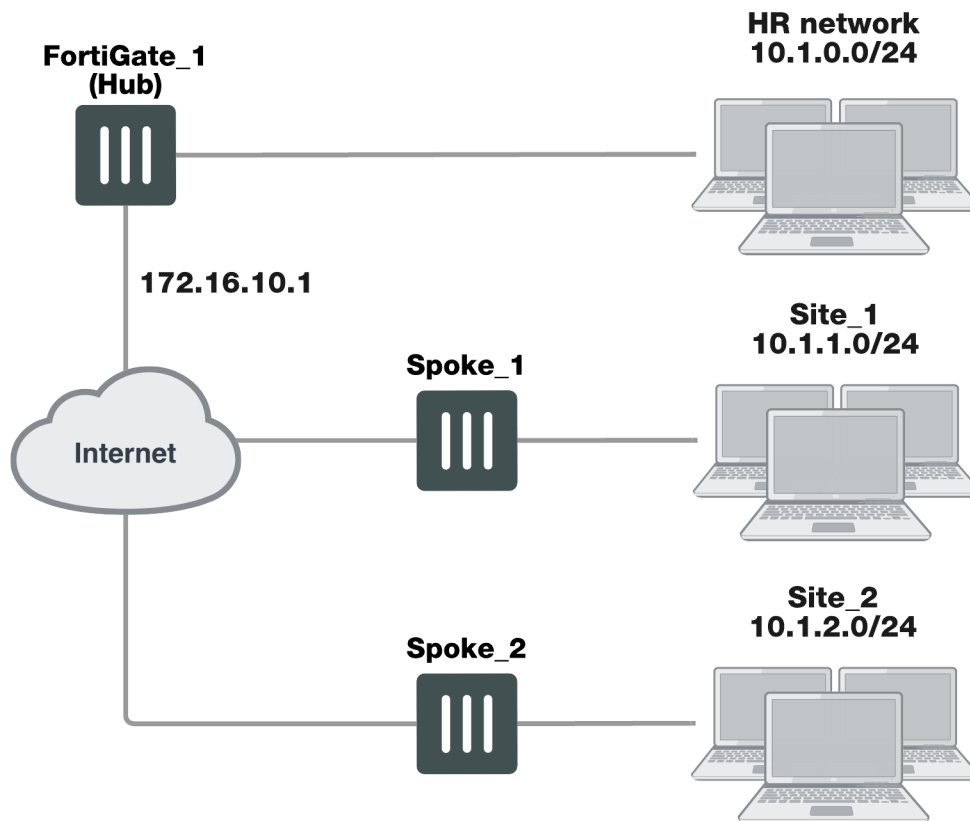 HR network
10.1.0.0/24
FortiGate_1
(Hub)
172.16.10.1
Site_1
10.1.1.0/24
Spoke_1
Internet
Site_2
10.1.2.0/24
Spoke_2